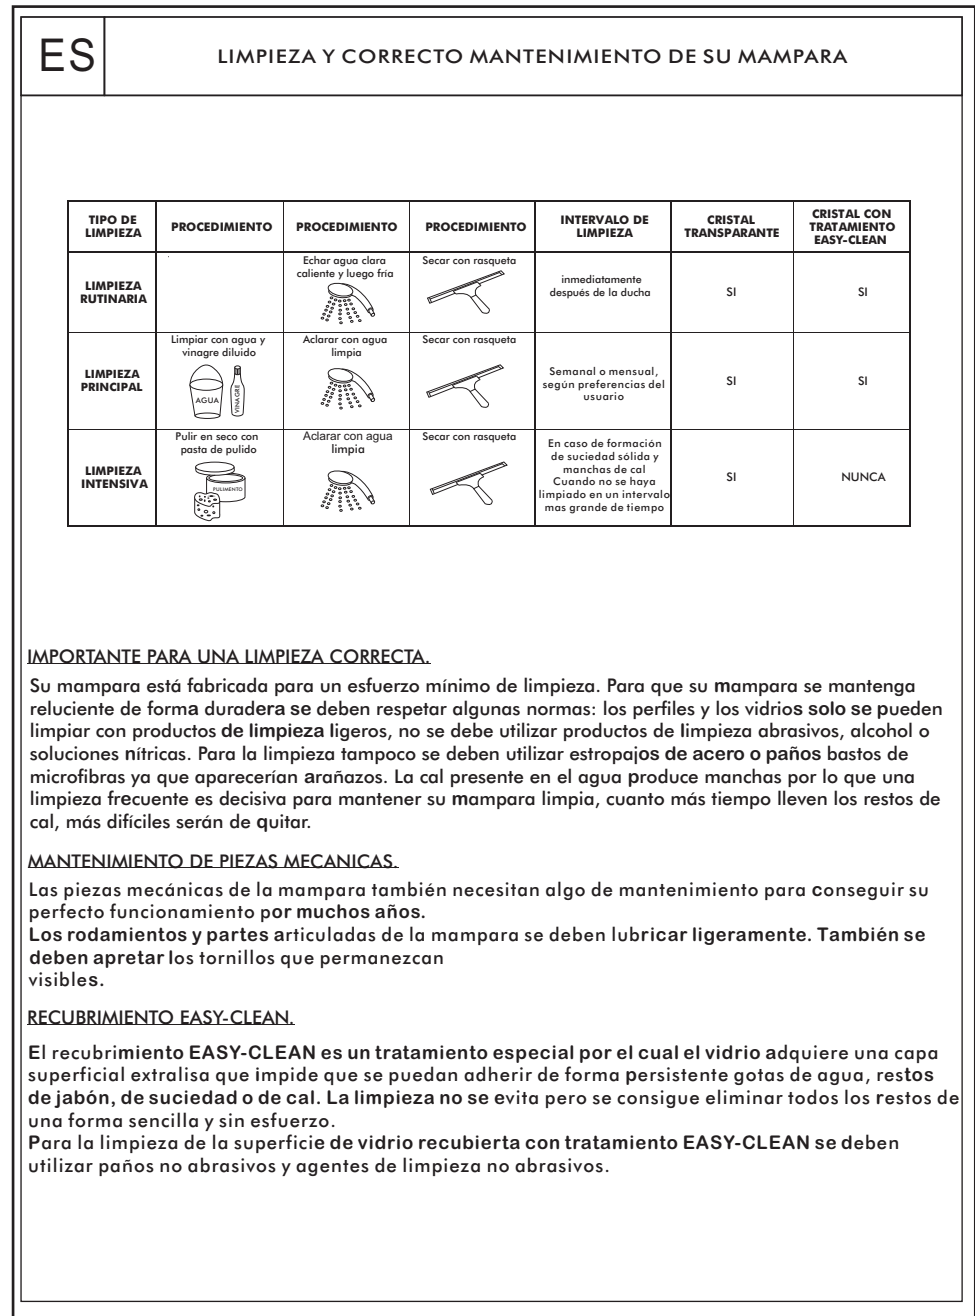 ES
LIMPIEZA Y CORRECTO MANTENIMIENTO DE SU MAMPARA
TIPO DE
LIMPIEZA
PROCEDIMIENTO
PROCEDIMIENTO
PROCEDIMIENTO
INTERVALO DE
LIMPIEZA
CRISTAL
TRANSPARANTE
CRISTAL CON
TRATAMIENTO
EASY-CLEAN
LIMPIEZA
RUTINARIA
Echar agua clara
caliente y luego fría
Secar con rasqueta
inmediatamente
después de la ducha
SI
SI
LIMPIEZA
PRINCIPAL
Limpiar con agua y
vinagre diluido
AGUA
VINAGRE
Aclarar con agua
limpia
Secar con rasqueta
Semanal o mensual,
según preferencias del
usuario
SI
SI
LIMPIEZA
INTENSIVA
Pulir en seco con
pasta de pulido
PULIMENTO
Aclarar con agua
limpia
Secar con rasqueta
En caso de formación
de suciedad sólida y
manchas de cal
Cuando no se haya
limpiado en un intervalo
mas grande de tiempo
SI
NUNCA
IMPORTANTE PARA UNA LIMPIEZA CORRECTA.
Su mampara está fabricada para un esfuerzo mínimo de limpieza. Para que su mampara se mantenga
reluciente de forma duradera se deben respetar algunas normas: los perfiles y los vidrios solo se pueden
limpiar con productos de limpieza ligeros, no se debe utilizar productos de limpieza abrasivos, alcohol o
soluciones nítricas. Para la limpieza tampoco se deben utilizar estropajos de acero o paños bastos de
microfibras ya que aparecerían arañazos. La cal presente en el agua produce manchas por lo que una
limpieza frecuente es decisiva para mantener su mampara limpia, cuanto más tiempo lleven los restos de
cal, más difíciles serán de quitar.
MANTENIMIENTO DE PIEZAS MECANICAS.
Las piezas mecánicas de la mampara también necesitan algo de mantenimiento para conseguir su
perfecto funcionamiento por muchos años.
Los rodamientos y partes articuladas de la mampara se deben lubricar ligeramente. También se
deben apretar los tornillos que permanezcan
visibles.
RECUBRIMIENTO EASY-CLEAN.
El recubrimiento EASY-CLEAN es un tratamiento especial por el cual el vidrio adquiere una capa
superficial extralisa que impide que se puedan adherir de forma persistente gotas de agua, restos
de jabón, de suciedad o de cal. La limpieza no se evita pero se consigue eliminar todos los restos de
una forma sencilla y sin esfuerzo.
Para la limpieza de la superficie de vidrio recubierta con tratamiento EASY-CLEAN se deben
utilizar paños no abrasivos y agentes de limpieza no abrasivos.